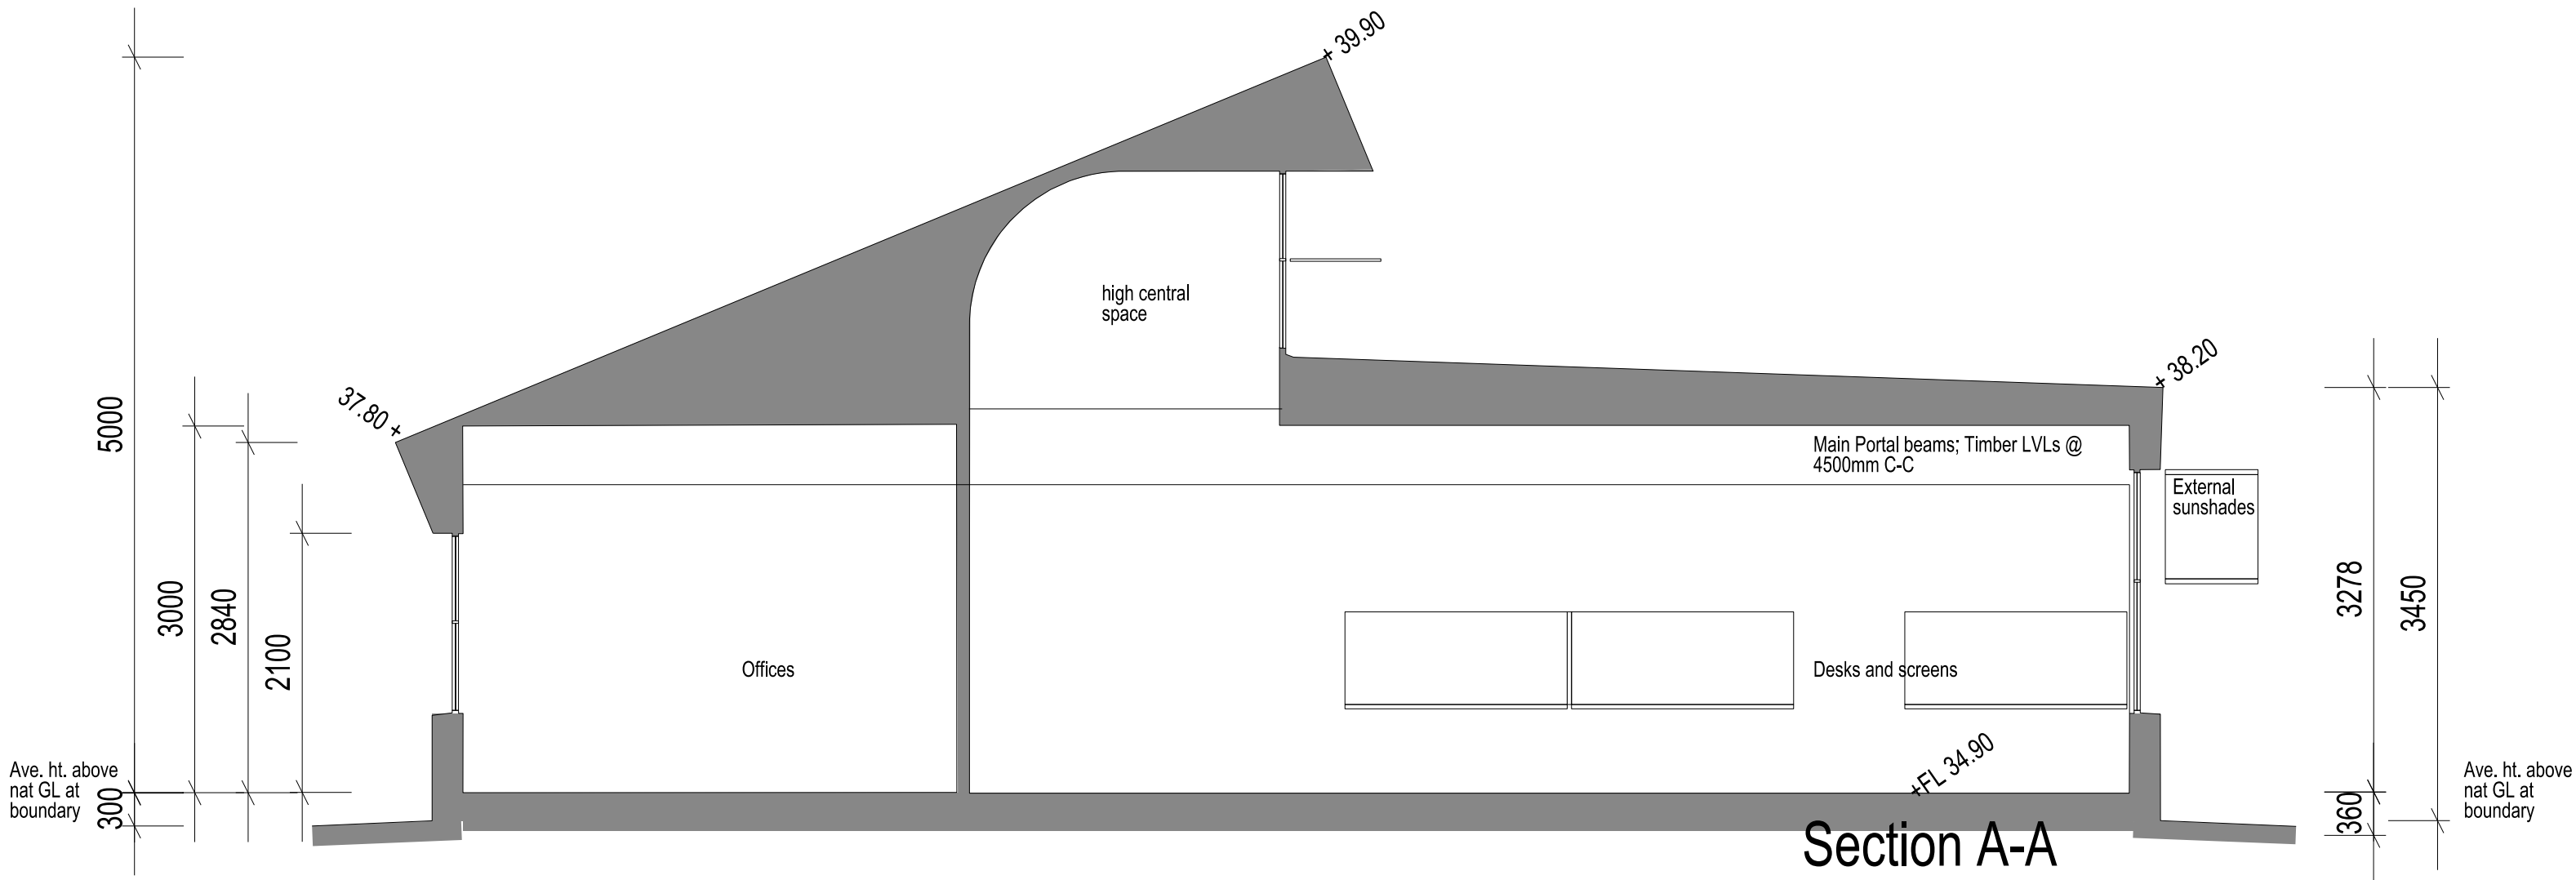 + 39.90
5000
3000
2840
2100
300
Ave. ht. above
nat GL at
boundary
37.80 +
high central
space
Offices
+ 38.20
Main Portal beams; Timber LVLs @
4500mm C-C
External
sunshades
Desks and screens
+FL 34.90
3278
3450
360
Ave. ht. above
nat GL at
boundary
Section A-A